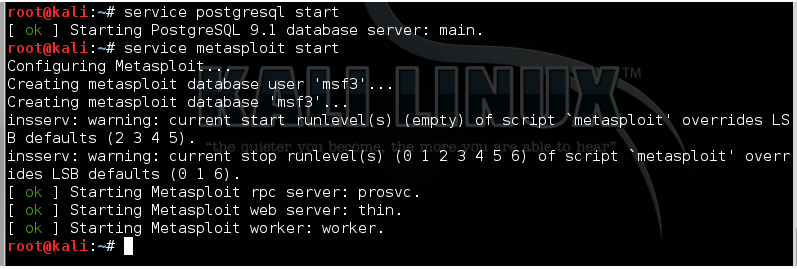 root@kali:~# service postgresql start
[ ok ] Starting PostgreSQL 9.1 database server: main.
root@kali:~# service metasploit start
Configuring Metasploit...
Creating metasploit database user 'msf3'...
Creating metasploit database 'msf3'...
insserv: warning: current start runlevel(s) (empty) of script `metasploit' overrides LS
B defaults (2 3 4 5).
insserv: warning: current stop runlevel(s) (0 1 2 3 4 5 6) of script `metasploit' overr
ides LSB defaults (0 1 6).
[ ok ] Starting Metasploit rpc server: prosvc.
[ ok ] Starting Metasploit web server: thin.
[ ok ] Starting Metasploit worker: worker.
root@kali:~#
KALI LINUX™
"the quieter you become, the more you are able to hear"